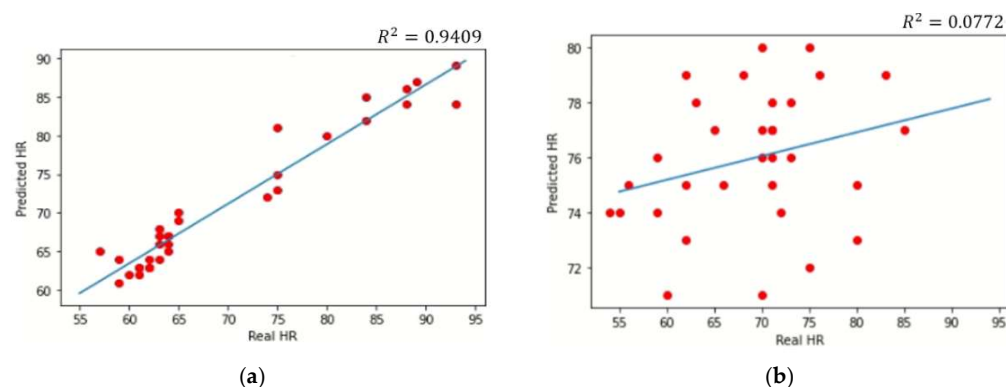 R² = 0.9409
90
85
80
75
70
65
60
Predicted HR
55 60 65 70 75 80 85 90 95
Real HR
(a)
R² = 0.0772
80
78
76
74
72
Predicted HR
55 60 65 70 75 80 85 90 95
Real HR
(b)